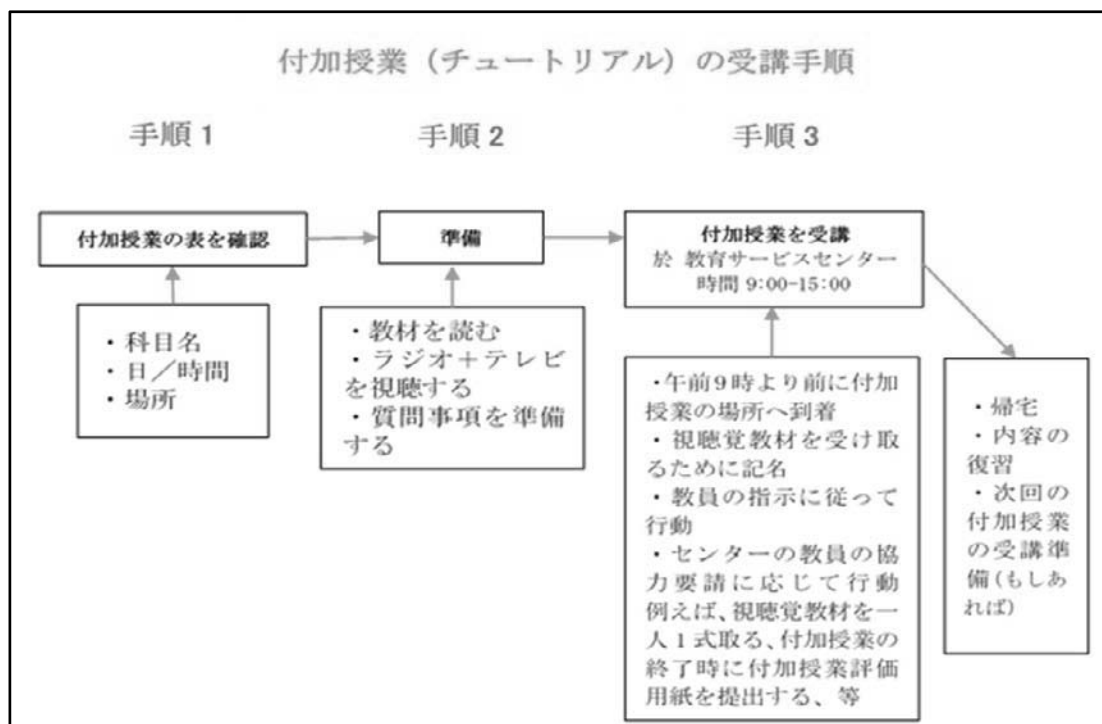 付加授業（チュートリアル）の受講手順
手順 1
手順 2
手順 3
付加授業の表を確認
準備
付加授業を受講
於 教育サービスセンター
時間 9:00-15:00
・科目名
・日／時間
・場所
・教材を読む
・ラジオ＋テレビ
を視聴する
・質問事項を準備
する
・午前９時より前に付加
授業の場所へ到着
・視聴覚教材を受け取
るために記名
・教員の指示に従って
行動
・センターの教員の協
力要請に応じて行動
例えば、視聴覚教材を一
人１式取る、付加授業の
終了時に付加授業評価
用紙を提出する、等
・帰宅
・内容の
復習
・次回の
付加授業
の受講準
備(もしあ
れば)